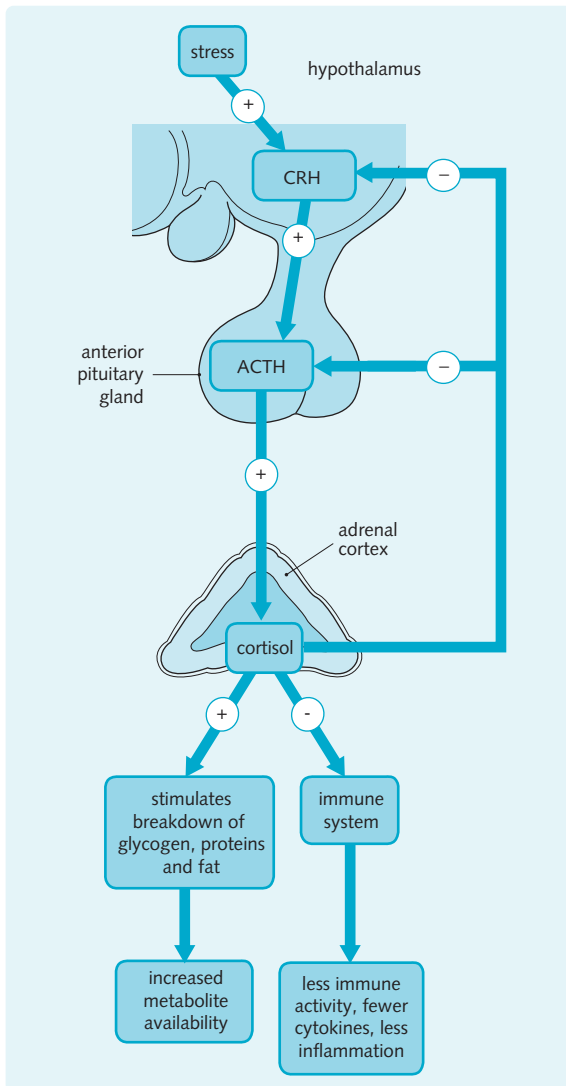 stress
hypothalamus
+
CRH
−
+
anterior
pituitary
gland
ACTH
−
+
adrenal
cortex
cortisol
+
-
stimulates
breakdown of
glycogen, proteins
and fat
immune
system
increased
metabolite
availability
less immune
activity, fewer
cytokines, less
inflammation